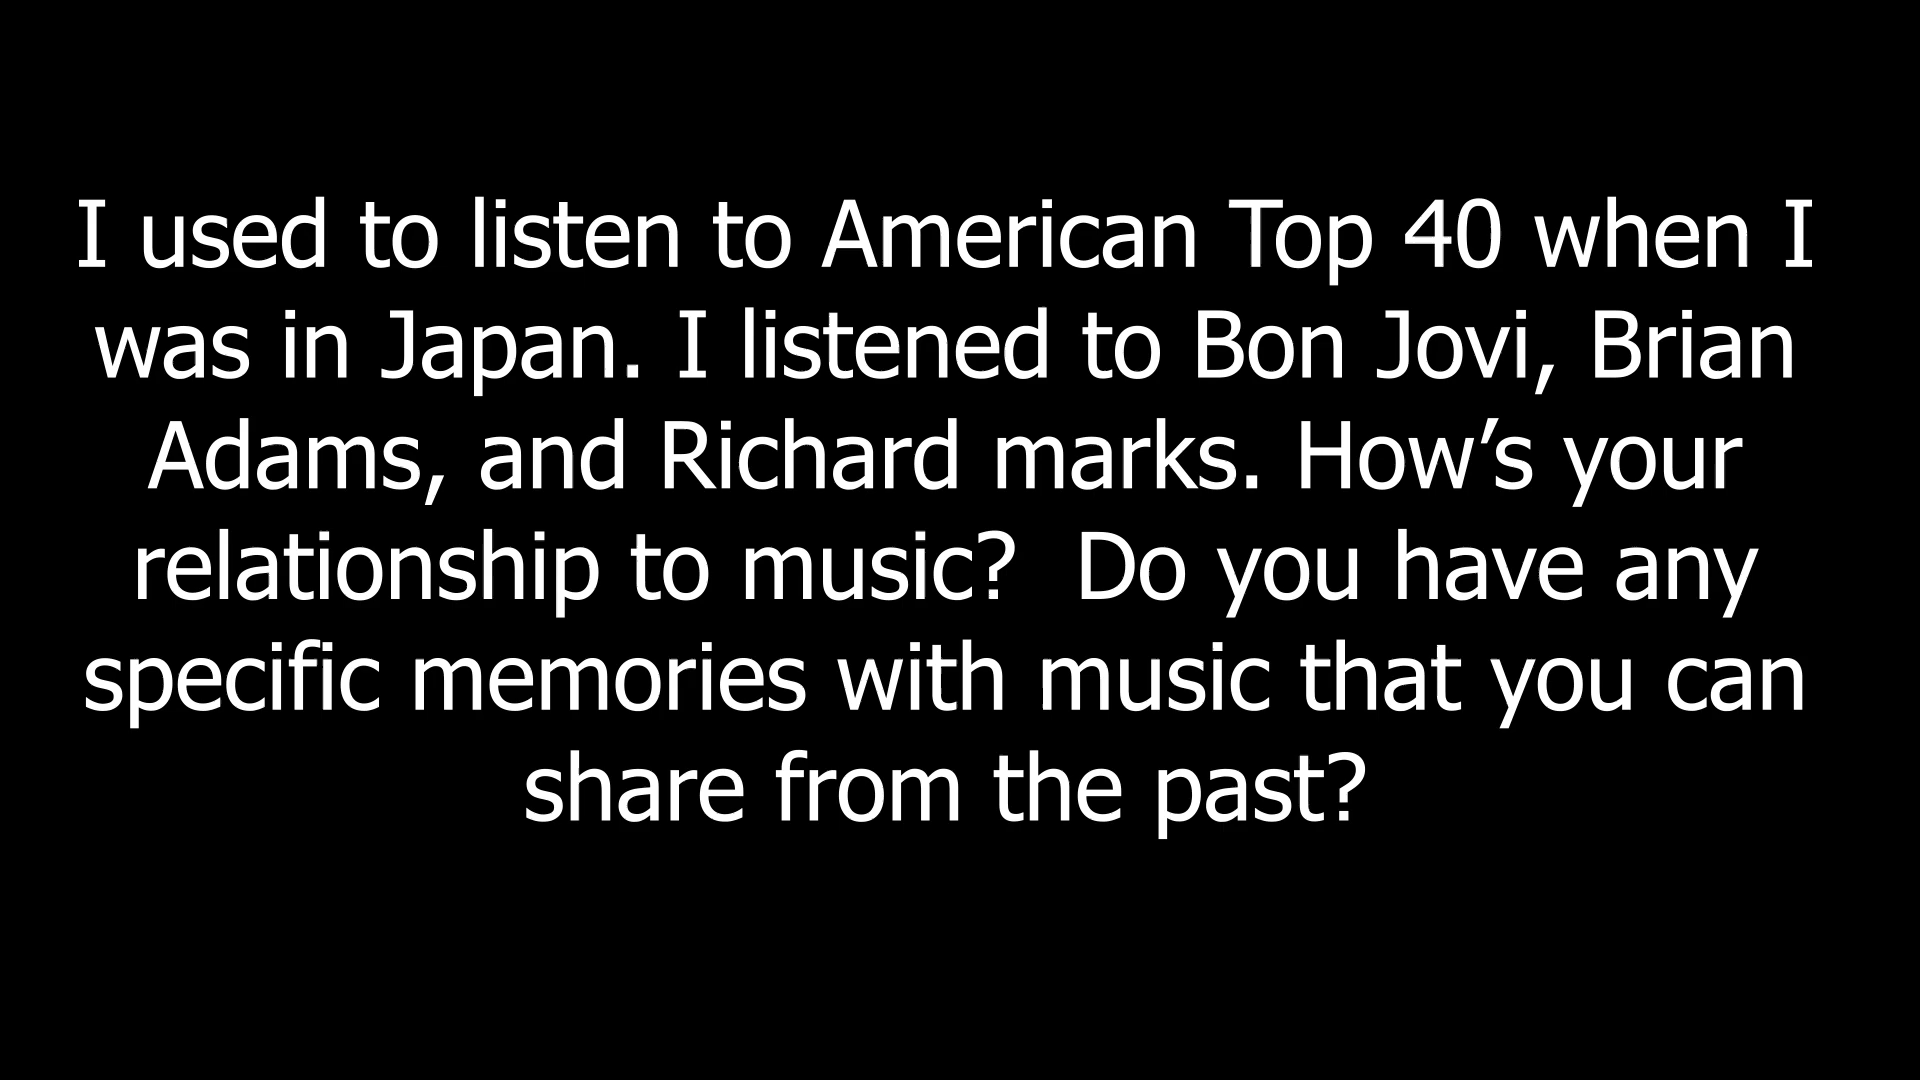 I used to listen to American Top 40 when I
was in Japan. I listened to Bon Jovi, Brian
Adams, and Richard marks. How’s your
relationship to music?  Do you have any
specific memories with music that you can
share from the past?